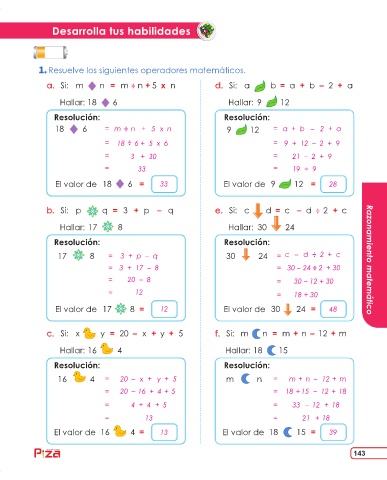 Desarrolla tus habilidades
1. Resuelve los siguientes operadores matemáticos.
a. Si: m ◆ n = m ÷ n + 5 x n
Hallar: 18 ◆ 6
Resolución:
18 ◆ 6 = m ÷ n + 5 x n
= 18 ÷ 6 + 5 x 6
= 3 + 30
= 33
El valor de 18 ◆ 6 = 33
b. Si: p q = 3 + p − q
Hallar: 17 8
Resolución:
17 8 = 3 + p − q
= 3 + 17 − 8
= 20 − 8
= 12
El valor de 17 8 = 12
c. Si: x y = 20 − x + y + 5
Hallar: 16 4
Resolución:
16 4 = 20 − x + y + 5
= 20 − 16 + 4 + 5
= 4 + 4 + 5
= 13
El valor de 16 4 = 13
d. Si: a b = a + b − 2 + a
Hallar: 9 12
Resolución:
9 12 = a + b − 2 + a
= 9 + 12 − 2 + 9
= 21 − 2 + 9
= 19 + 9
El valor de 9 12 = 28
e. Si: c d = c − d ÷ 2 + c
Hallar: 30 24
Resolución:
30 24 = c − d ÷ 2 + c
= 30 − 24 ÷ 2 + 30
= 30 − 12 + 30
= 18 + 30
El valor de 30 24 = 48
f. Si: m n = m + n − 12 + m
Hallar: 18 15
Resolución:
m n = m + n − 12 + m
= 18 + 15 − 12 + 18
= 33 − 12 + 18
= 21 + 18
El valor de 18 15 = 39
Razonamiento matemático
143